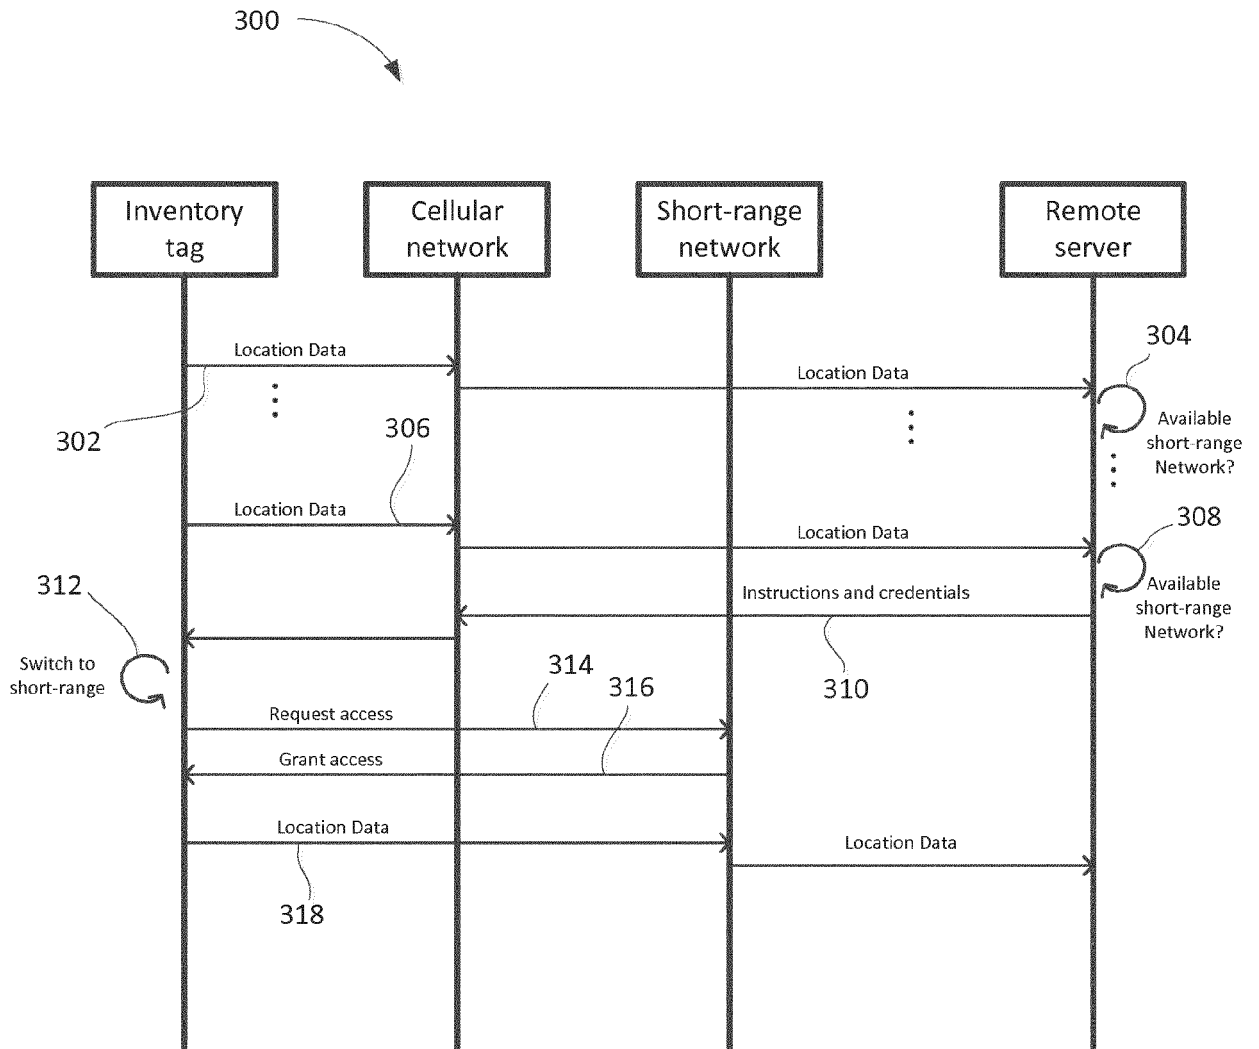 300
Inventory
tag
Cellular
network
Short-range
network
Remote
server
304
Location Data
Location Data
302
306
Available
short-range
Network?
Location Data
308
Location Data
312
Instructions and credentials
Available
short-range
Network?
Switch to
short-range
314
316
310
Request access
Grant access
Location Data
Location Data
318